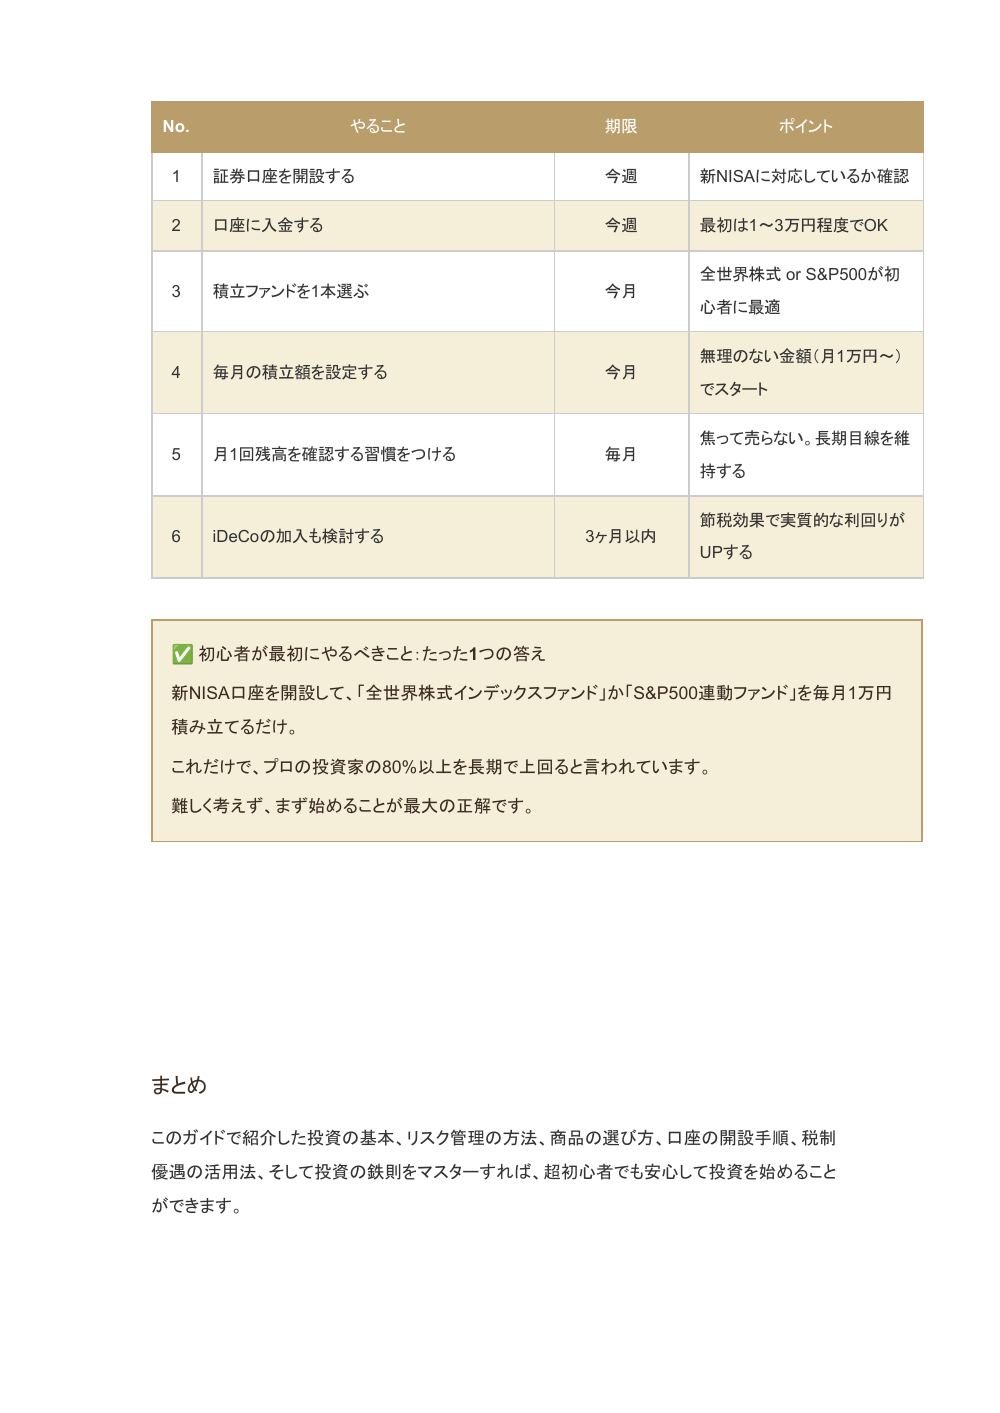 No. やること 期限 ポイント
1 証券口座を開設する 今週 新NISAに対応しているか確認
2 口座に入金する 今週 最初は1〜3万円程度でOK
3 積立ファンドを1本選ぶ 今月 全世界株式 or S&P500が初
心者に最適
4 毎月の積立額を設定する 今月 無理のない金額（月1万円〜）
でスタート
5 月1回残高を確認する習慣をつける 毎月 焦って売らない。長期目線を維
持する
6 iDeCoの加入も検討する 3ヶ月以内 節税効果で実質的な利回りが
UPする
✅ 初心者が最初にやるべきこと：たった1つの答え
新NISA口座を開設して、「全世界株式インデックスファンド」か「S&P500連動ファンド」を毎月1万円
積み立てるだけ。
これだけで、プロの投資家の80%以上を長期で上回ると言われています。
難しく考えず、まず始めることが最大の正解です。
まとめ
このガイドで紹介した投資の基本、リスク管理の方法、商品の選び方、口座の開設手順、税制
優遇の活用法、そして投資の鉄則をマスターすれば、超初心者でも安心して投資を始めること
ができます。